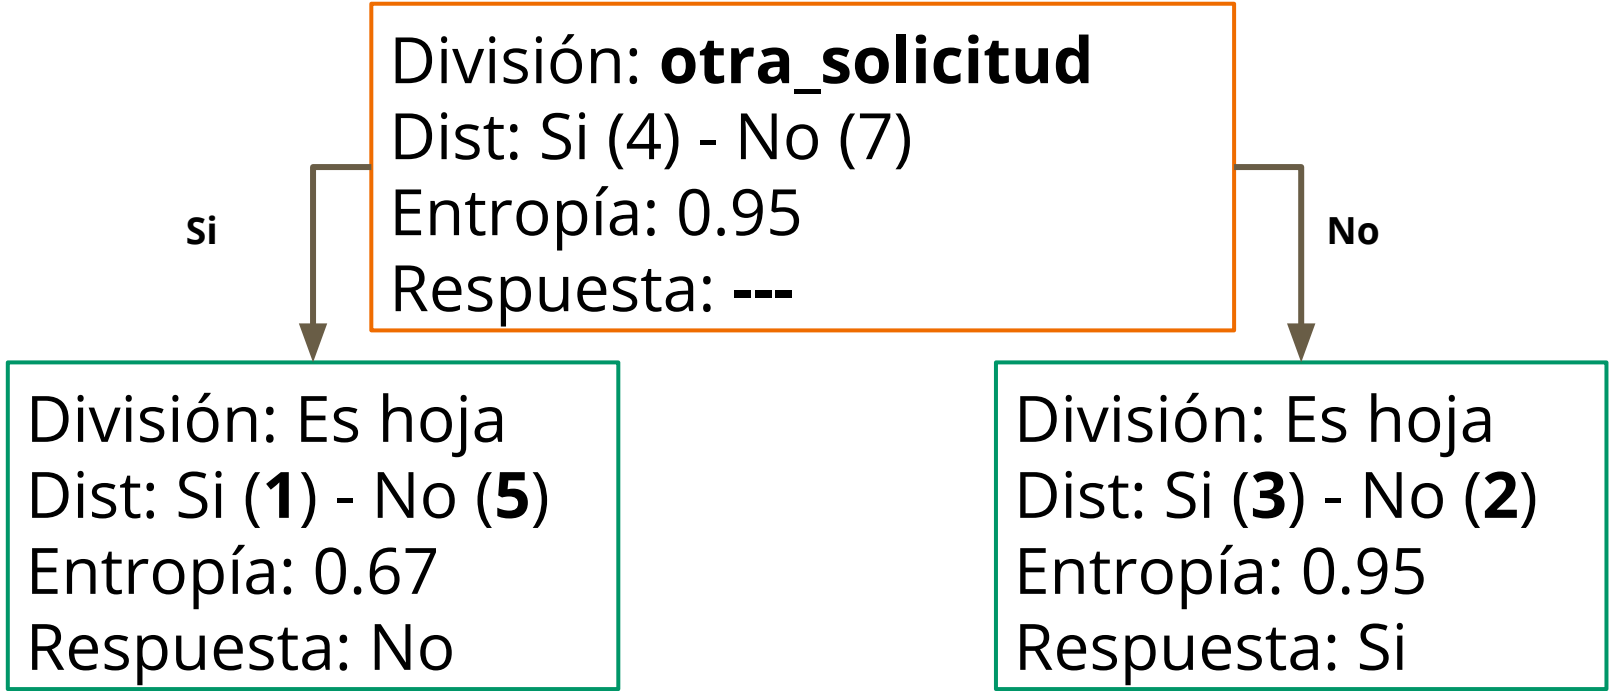 División: otra_solicitud
Dist: Si (4) - No (7)
Entropía: 0.95
Respuesta: ---
Si
No
División: Es hoja
Dist: Si (1) - No (5)
Entropía: 0.67
Respuesta: No
División: Es hoja
Dist: Si (3) - No (2)
Entropía: 0.95
Respuesta: Si